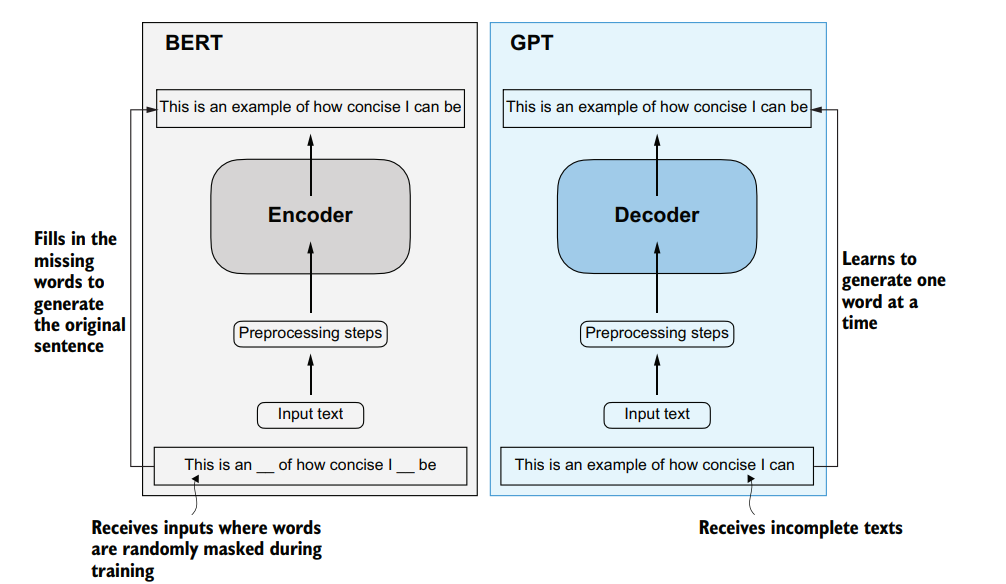 BERT
This is an example of how concise I can be
Encoder
Preprocessing steps
Input text
This is an __ of how concise I __ be
Fills in the
missing
words to
generate
the original
sentence
Receives inputs where words
are randomly masked during
training
GPT
This is an example of how concise I can be
Decoder
Preprocessing steps
Input text
This is an example of how concise I can
Learns to
generate one
word at a
time
Receives incomplete texts